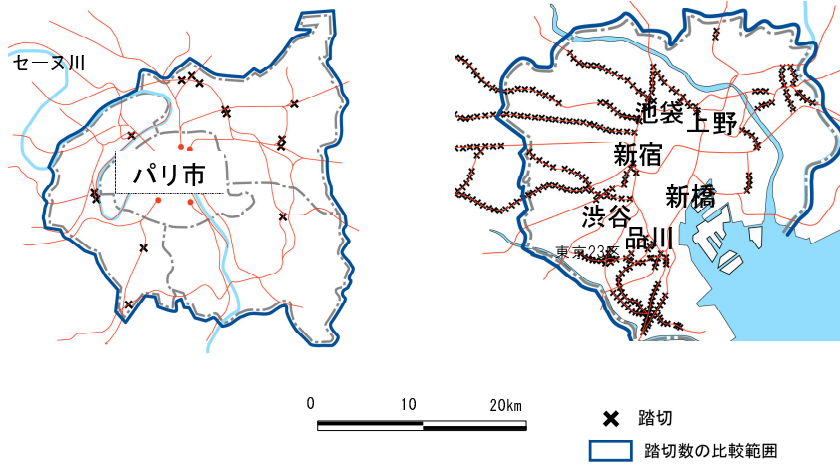 セーヌ川
パリ市
池袋
上野
新宿
新橋
渋谷
品川
東京23区
0 10 20km
踏切
踏切数の比較範囲